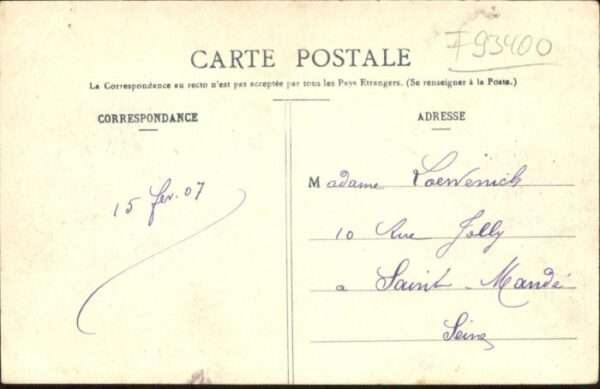 F93400
CARTE POSTALE
La Correspondance au recto n'est pas acceptée par tous les Pays Etrangers. (Se renseigner à la Poste.)
CORRESPONDANCE
15 fev. 07
ADRESSE
Madame Loewenich
10 Rue Jolly
a Saint-Mandé
Seine